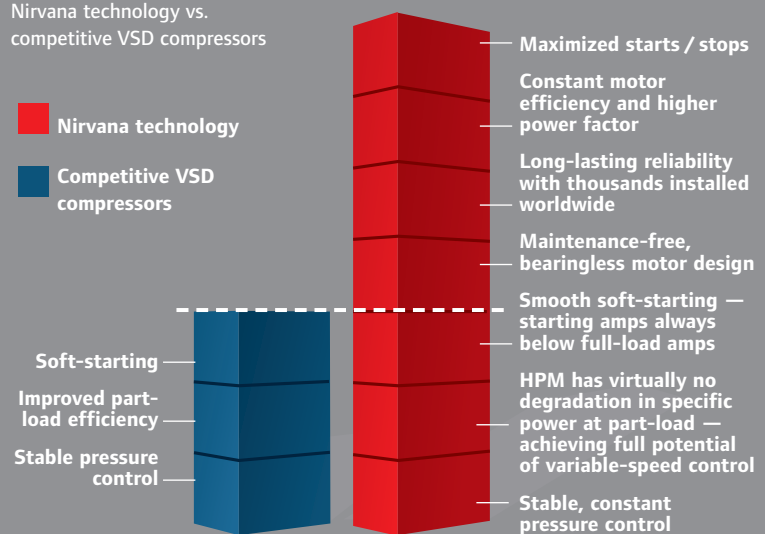 Nirvana technology vs.
competitive VSD compressors
Nirvana technology
Competitive VSD
compressors
Soft-starting
Improved part-
load efficiency
Stable pressure
control
Maximized starts / stops
Constant motor
efficiency and higher
power factor
Long-lasting reliability
with thousands installed
worldwide
Maintenance-free,
bearingless motor design
Smooth soft-starting —
starting amps always
below full-load amps
HPM has virtually no
degradation in specific
power at part-load —
achieving full potential
of variable-speed control
Stable, constant
pressure control